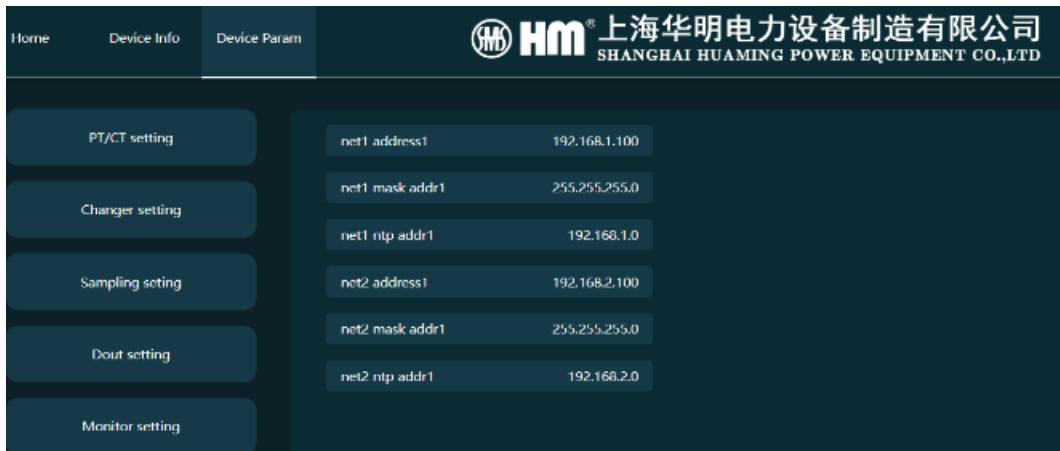 Home Device Info Device Param
HM® 上海华明电力设备制造有限公司
SHANGHAI HUAMING POWER EQUIPMENT CO.,LTD
PT/CT setting
Changer setting
Sampling seting
Dout setting
Monitor setting
net1 address1 192.168.1.100
net1 mask addr1 255.255.255.0
net1 ntp addr1 192.168.1.0
net2 address1 192.168.2.100
net2 mask addr1 255.255.255.0
net2 ntp addr1 192.168.2.0